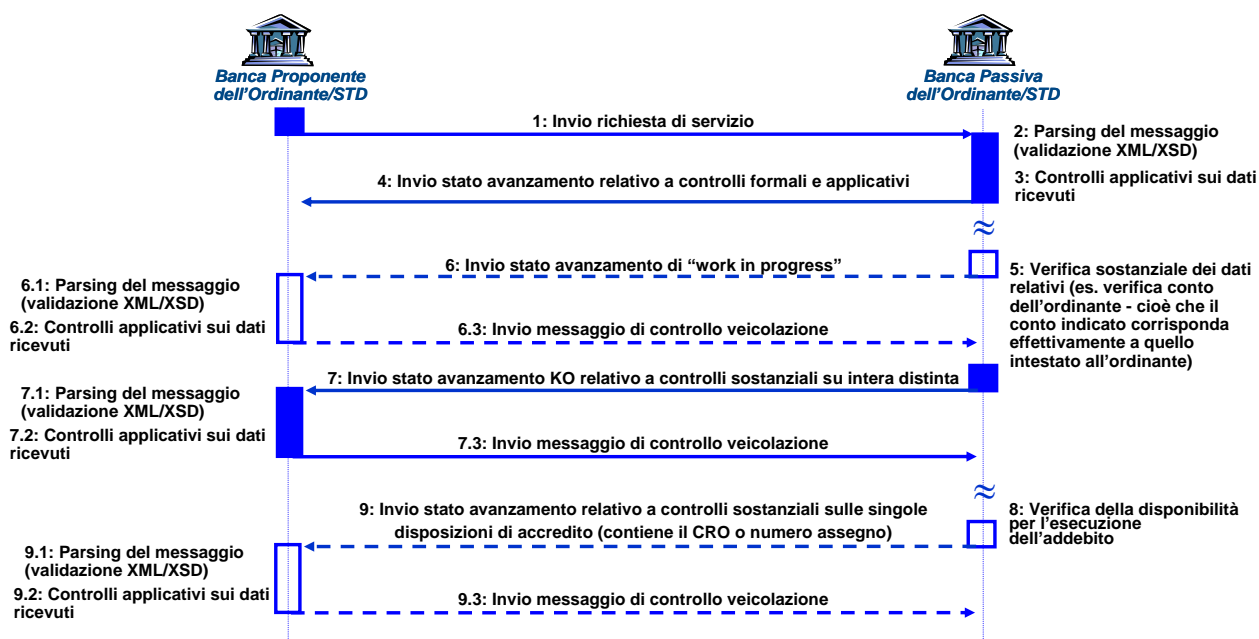 Banca Proponente
dell'Ordinante/STD
Banca Passiva
dell'Ordinante/STD
1: Invio richiesta di servizio
2: Parsing del messaggio
(validazione XML/XSD)
3: Controlli applicativi sui dati
ricevuti
4: Invio stato avanzamento relativo a controlli formali e applicativi
≈
5: Verifica sostanziale dei dati
relativi (es. verifica conto
dell'ordinante - cioè che il
conto indicato corrisponda
effettivamente a quello
intestato all'ordinante)
6: Invio stato avanzamento di “work in progress”
6.1: Parsing del messaggio
(validazione XML/XSD)
6.2: Controlli applicativi sui dati
ricevuti
6.3: Invio messaggio di controllo veicolazione
7: Invio stato avanzamento KO relativo a controlli sostanziali su intera distinta
7.1: Parsing del messaggio
(validazione XML/XSD)
7.2: Controlli applicativi sui dati
ricevuti
7.3: Invio messaggio di controllo veicolazione
≈
8: Verifica della disponibilità
per l'esecuzione
dell'addebito
9: Invio stato avanzamento relativo a controlli sostanziali sulle singole
disposizioni di accredito (contiene il CRO o numero assegno)
9.1: Parsing del messaggio
(validazione XML/XSD)
9.2: Controlli applicativi sui dati
ricevuti
9.3: Invio messaggio di controllo veicolazione